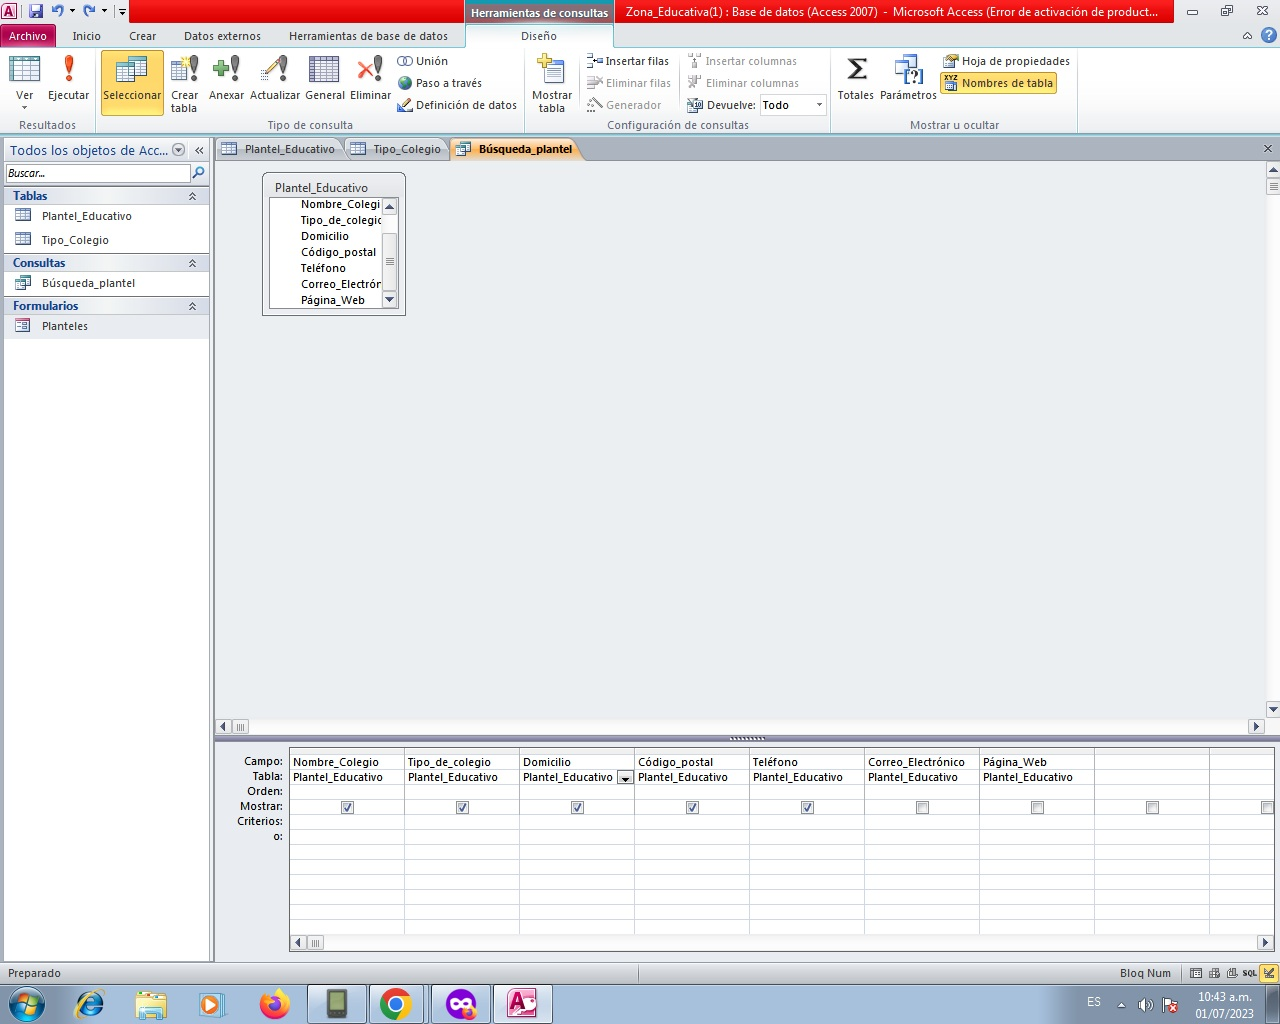 Herramientas de consultas
Zona_Educativa(1) : Base de datos (Access 2007) - Microsoft Access (Error de activación de product...
Archivo
Inicio
Crear
Datos externos
Herramientas de base de datos
Diseño
Ver
Ejecutar
Resultados
Seleccionar
Crear tabla
Anexar
Actualizar
General
Eliminar
Unión
Paso a través
Definición de datos
Tipo de consulta
Mostrar tabla
Insertar filas
Eliminar filas
Generador
Insertar columnas
Eliminar columnas
Devuelve: Todo
Configuración de consultas
Totales
Parámetros
Hoja de propiedades
Nombres de tabla
Mostrar u ocultar
Todos los objetos de Acc...
Buscar...
Tablas
Plantel_Educativo
Tipo_Colegio
Consultas
Búsqueda_plantel
Formularios
Planteles
Plantel_Educativo
Tipo_Colegio
Búsqueda_plantel
Plantel_Educativo
Nombre_Colegi
Tipo_de_colegic
Domicilio
Código_postal
Teléfono
Correo_Electrór
Página_Web
Campo: Nombre_Colegio Tipo_de_colegio Domicilio Código_postal Teléfono Correo_Electrónico Página_Web
Tabla: Plantel_Educativo Plantel_Educativo Plantel_Educativo Plantel_Educativo Plantel_Educativo Plantel_Educativo Plantel_Educativo
Orden:
Mostrar:
Criterios:
o:
Preparado
Bloq Num
SQL
ES
10:43 a.m.
01/07/2023